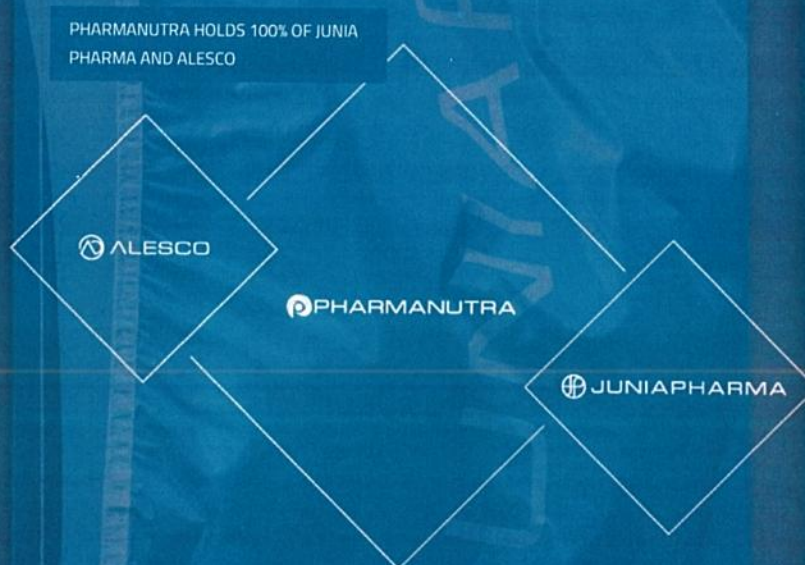 PHARMANUTRA HOLDS 100% OF JUNIA
PHARMA AND ALESCO
ALESCO
PHARMANUTRA
JUNIAPHARMA